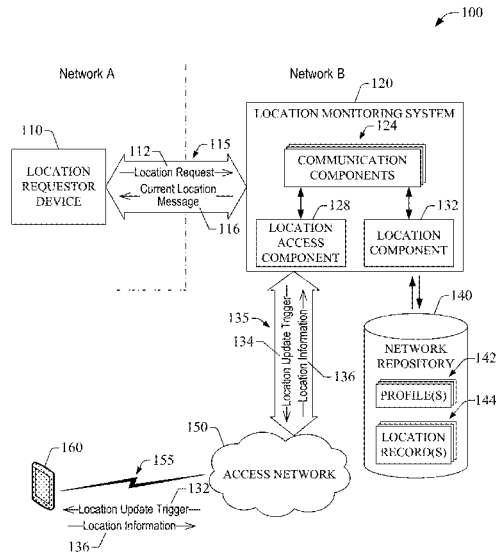 100
Network A
Network B
120
LOCATION MONITORING SYSTEM
124
COMMUNICATION
COMPONENTS
110
LOCATION
REQUESTOR
DEVICE
112
115
Location Request
Current Location
Message
116
128
LOCATION
ACCESS
COMPONENT
132
LOCATION
COMPONENT
135
134
Location Update Trigger
Location Information
136
140
NETWORK
REPOSITORY
142
PROFILE(S)
144
LOCATION
RECORD(S)
150
ACCESS NETWORK
160
155
132
Location Update Trigger
Location Information
136